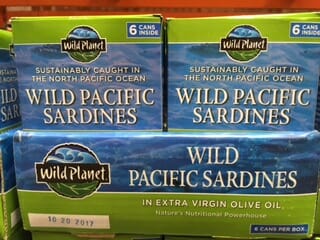 6 CANS
INSIDE
Wild Planet
SUSTAINABLY CAUGHT IN
THE NORTH PACIFIC OCEAN
WILD PACIFIC
SARDINES
6 CANS
INSIDE
Wild Planet
SUSTAINABLY CAUGHT IN
THE NORTH PACIFIC OCEAN
WILD PACIFIC
SARDINES
Wild Planet
WILD
PACIFIC SARDINES
IN EXTRA VIRGIN OLIVE OIL
Nature's Nutritional Powerhouse
10 20 2017
6 CANS PER BOX